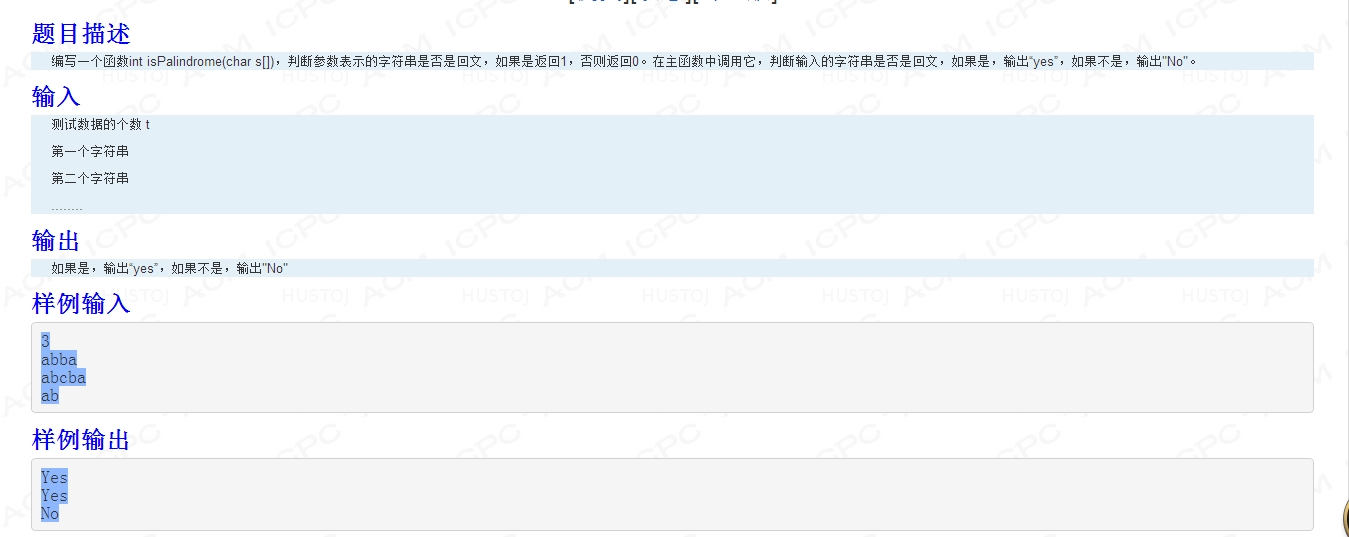 题目描述
编写一个函数int isPalindrome(char s[])，判断参数表示的字符串是否是回文，如果是返回1，否则返回0。在主函数中调用它，判断输入的字符串是否是回文，如果是，输出“yes”，如果不是，输出"No"。
输入
测试数据的个数 t
第一个字符串
第二个字符串
........
输出
如果是，输出“yes”，如果不是，输出"No"
样例输入
3
abba
abcba
ab
样例输出
Yes
Yes
No